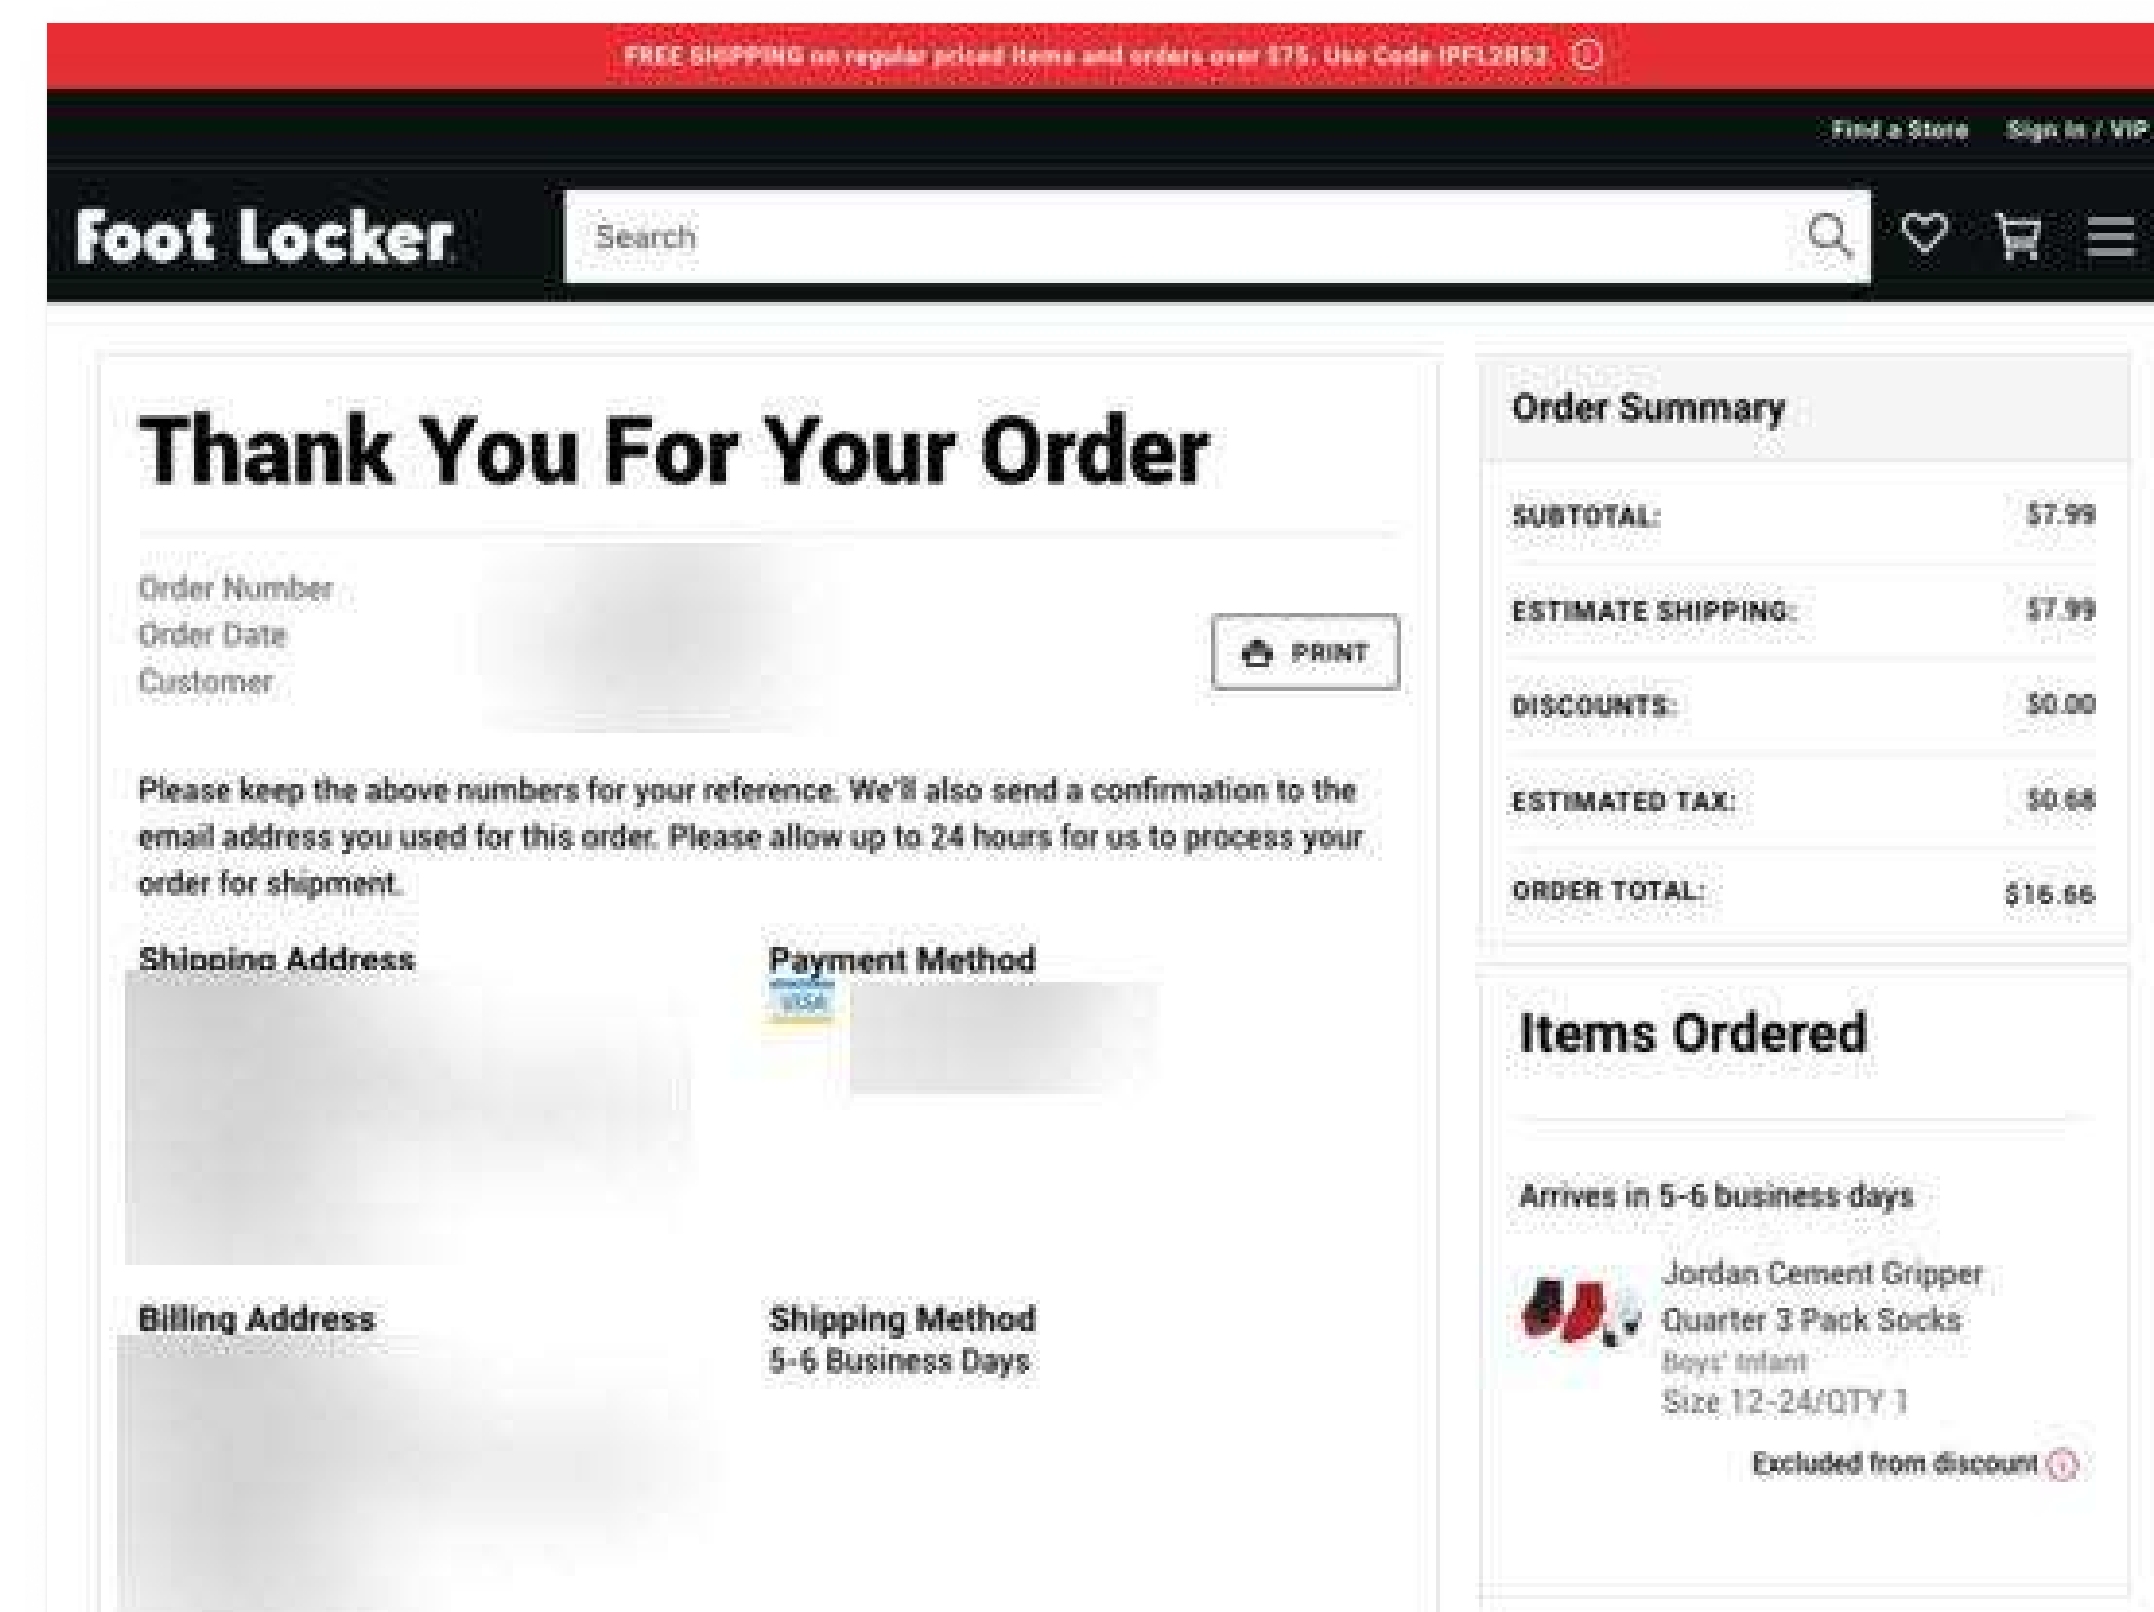 FREE SHIPPING on regular priced items and orders over $75. Use Code
Find a Store Sign In / VIP
Foot Locker
Search
Thank You For Your Order
Order Number
Order Date
Customer
PRINT
Please keep the above numbers for your reference. We'll also send a confirmation to the
email address you used for this order. Please allow up to 24 hours for us to process your
order for shipment.
Shipping Address
Payment Method
VISA
Billing Address
Shipping Method
5-6 Business Days
Order Summary
SUBTOTAL: $7.99
ESTIMATE SHIPPING: $7.99
DISCOUNTS: $0.00
ESTIMATED TAX: $0.68
ORDER TOTAL: $16.66
Items Ordered
Arrives in 5-6 business days
Jordan Cement Gripper
Quarter 3 Pack Socks
Boys' Infant
Size 12-24/QTY 1
Excluded from discount